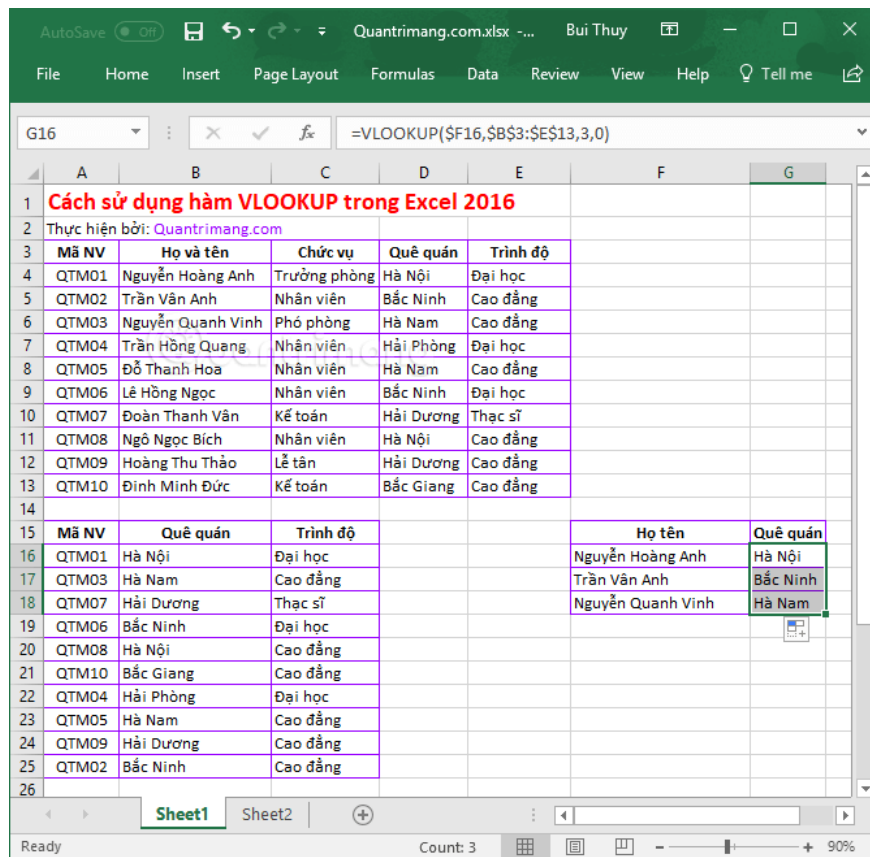 AutoSave Off Quantrimang.com.xlsx -... Bui Thuy
File Home Insert Page Layout Formulas Data Review View Help Tell me
G16 fx =VLOOKUP($F16,$B$3:$E$13,3,0)
A B C D E F G
1 Cách sử dụng hàm VLOOKUP trong Excel 2016
2 Thực hiện bởi: Quantrimang.com
3 Mã NV Họ và tên Chức vụ Quê quán Trình độ
4 QTM01 Nguyễn Hoàng Anh Trưởng phòng Hà Nội Đại học
5 QTM02 Trần Vân Anh Nhân viên Bắc Ninh Cao đẳng
6 QTM03 Nguyễn Quanh Vinh Phó phòng Hà Nam Cao đẳng
7 QTM04 Trần Hồng Quang Nhân viên Hải Phòng Đại học
8 QTM05 Đỗ Thanh Hoa Nhân viên Hà Nam Cao đẳng
9 QTM06 Lê Hồng Ngọc Nhân viên Bắc Ninh Đại học
10 QTM07 Đoàn Thanh Vân Kế toán Hải Dương Thạc sĩ
11 QTM08 Ngô Ngọc Bích Nhân viên Hà Nội Cao đẳng
12 QTM09 Hoàng Thu Thảo Lễ tân Hải Dương Cao đẳng
13 QTM10 Đinh Minh Đức Kế toán Bắc Giang Cao đẳng
14
15 Mã NV Quê quán Trình độ Họ tên Quê quán
16 QTM01 Hà Nội Đại học Nguyễn Hoàng Anh Hà Nội
17 QTM03 Hà Nam Cao đẳng Trần Vân Anh Bắc Ninh
18 QTM07 Hải Dương Thạc sĩ Nguyễn Quanh Vinh Hà Nam
19 QTM06 Bắc Ninh Đại học
20 QTM08 Hà Nội Cao đẳng
21 QTM10 Bắc Giang Cao đẳng
22 QTM04 Hải Phòng Đại học
23 QTM05 Hà Nam Cao đẳng
24 QTM09 Hải Dương Cao đẳng
25 QTM02 Bắc Ninh Cao đẳng
26
Sheet1 Sheet2
Ready Count: 3 90%